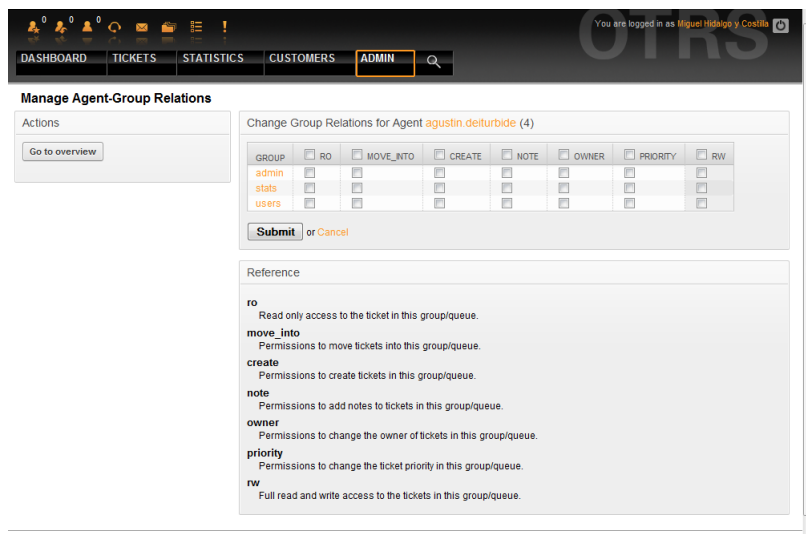 0 0 0
You are logged in as Miguel Hidalgo y Costilla
OTRS
DASHBOARD TICKETS STATISTICS CUSTOMERS ADMIN
Manage Agent-Group Relations
Actions
Go to overview
Change Group Relations for Agent agustin.deiturbide (4)
GROUP RO MOVE_INTO CREATE NOTE OWNER PRIORITY RW
admin
stats
users
Submit or Cancel
Reference
ro
Read only access to the ticket in this group/queue.
move_into
Permissions to move tickets into this group/queue.
create
Permissions to create tickets in this group/queue.
note
Permissions to add notes to tickets in this group/queue.
owner
Permissions to change the owner of tickets in this group/queue.
priority
Permissions to change the ticket priority in this group/queue.
rw
Full read and write access to the tickets in this group/queue.